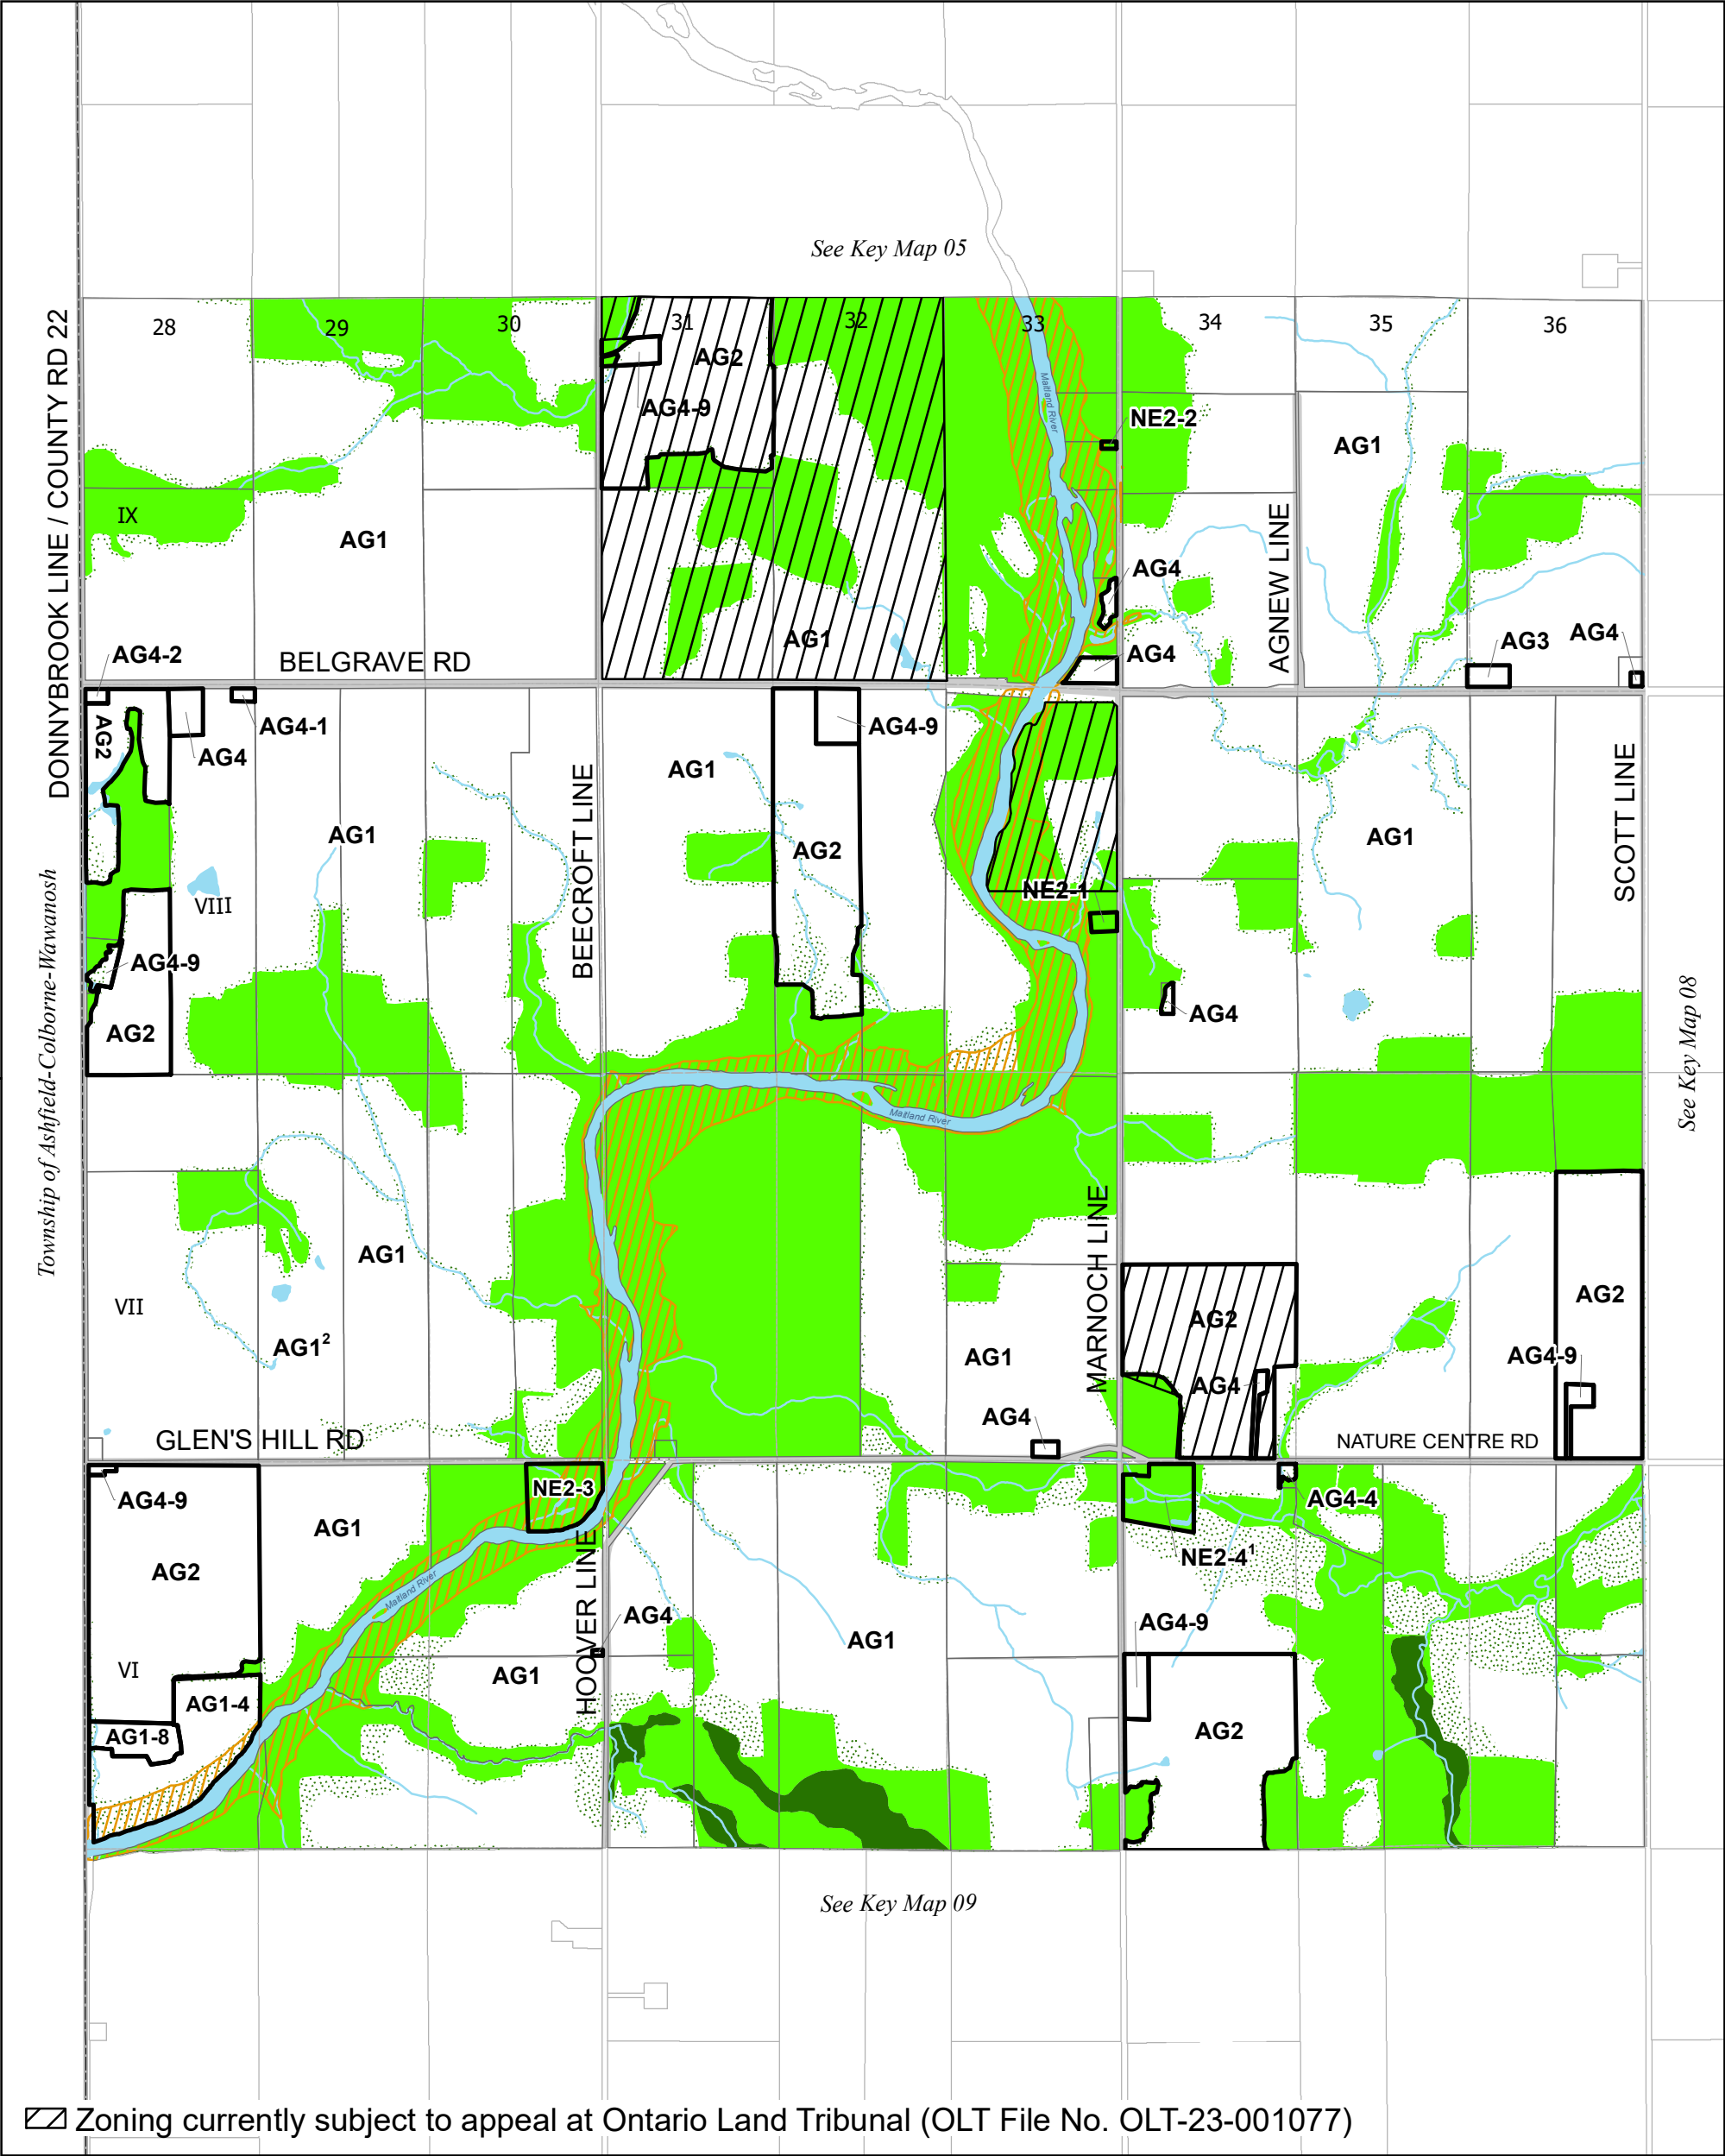 See Key Map 05
28
29
30
31
32
33
34
35
36
AG2
AG4-9
Maitland River
NE2-2
AG1
IX
AG1
AG4
AG1
AG3
AG4
AG4
AG4-2
BELGRAVE RD
AGNEW LINE
DONNYBROOK LINE / COUNTY RD 22
AG2
AG4
AG4-1
AG1
AG4-9
AG1
AG2
AG1
SCOTT LINE
BEECROFT LINE
VIII
NE2-1
AG4-9
AG2
AG4
Township of Ashfield-Colborne-Wawanosh
See Key Map 08
Maitland River
MARNOCH LINE
AG1
VII
AG1²
AG1
AG2
AG4
AG2
AG4-9
AG4
GLEN'S HILL RD
NATURE CENTRE RD
AG4-9
NE2-3
AG1
AG4-4
NE2-4¹
AG2
Maitland River
HOOVER LINE
AG4
AG1
AG4-9
VI
AG1
AG1-4
AG1-8
AG2
See Key Map 09
Zoning currently subject to appeal at Ontario Land Tribunal (OLT File No. OLT-23-001077)